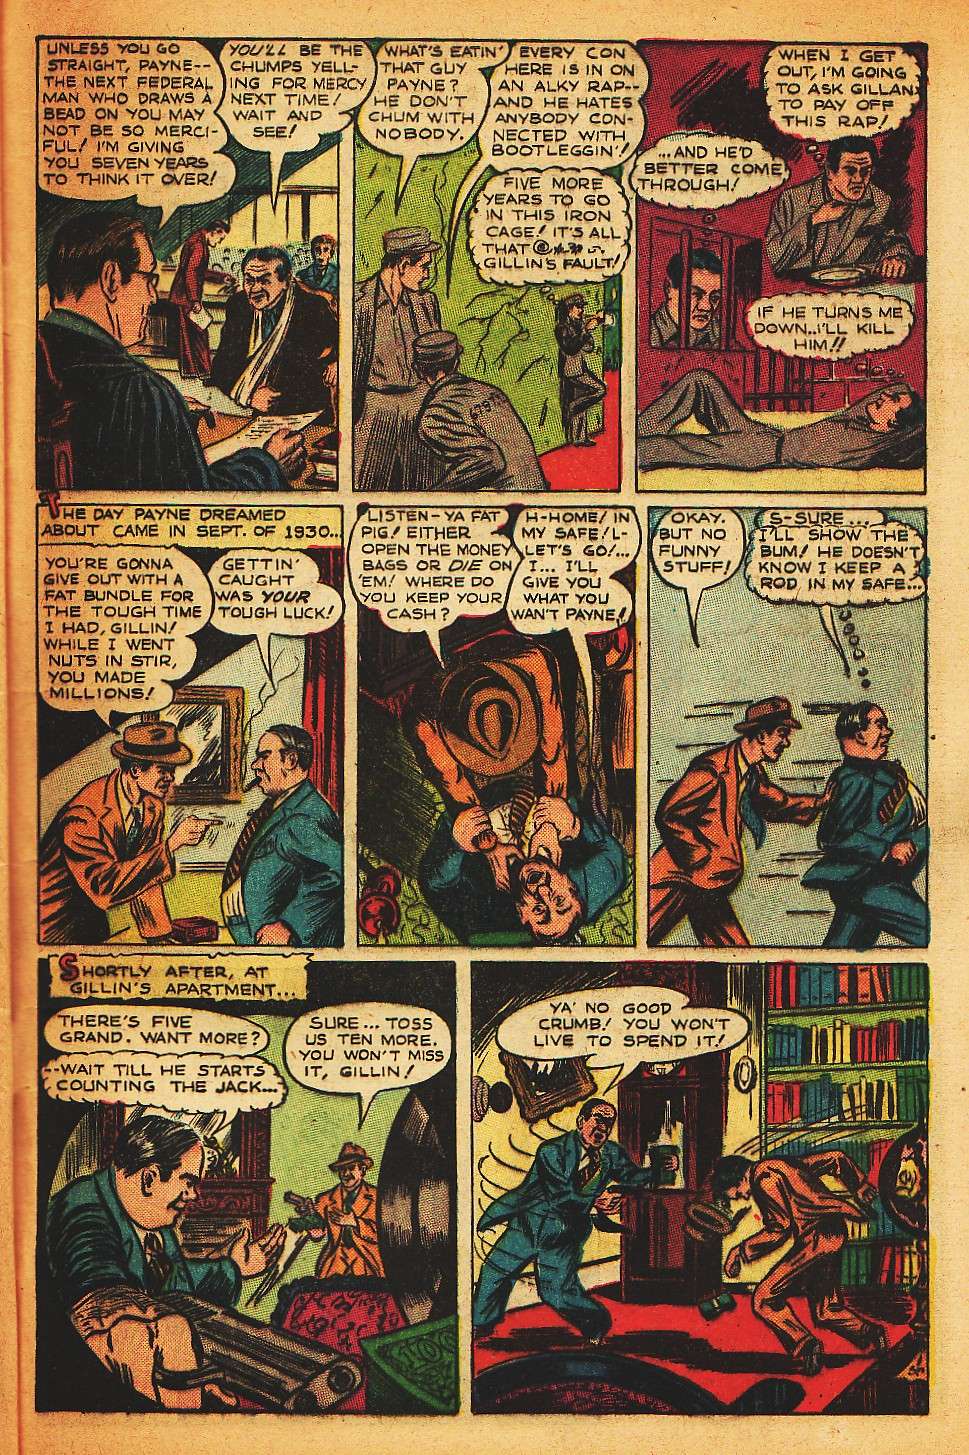 UNLESS YOU GO
STRAIGHT, PAYNE--
THE NEXT FEDERAL
MAN WHO DRAWS A
BEAD ON YOU MAY
NOT BE SO MERCI-
FUL! I'M GIVING
YOU SEVEN YEARS
TO THINK IT OVER!
YOU'LL BE THE
CHUMPS YELL-
ING FOR MERCY
NEXT TIME!
WAIT AND
SEE!
WHAT'S EATIN'
THAT GUY
PAYNE?
HE DON'T
CHUM WITH
NOBODY.
EVERY CON
HERE IS IN ON
AN ALKY RAP--
AND HE HATES
ANYBODY CON-
NECTED WITH
BOOTLEGGIN'!
FIVE MORE
YEARS TO GO
IN THIS IRON
CAGE! IT'S ALL
THAT
GILLIN'S FAULT!
WHEN I GET
OUT, I'M GOING
TO ASK GILLAN
TO PAY OFF
THIS RAP!
...AND HE'D
BETTER COME
THROUGH!
IF HE TURNS ME
DOWN...I'LL KILL
HIM!!
THE DAY PAYNE DREAMED
ABOUT CAME IN SEPT. OF 1930...
YOU'RE GONNA
GIVE OUT WITH A
FAT BUNDLE FOR
THE TOUGH TIME
I HAD, GILLIN!
WHILE I WENT
NUTS IN STIR,
YOU MADE
MILLIONS!
GETTIN'
CAUGHT
WAS YOUR
TOUGH LUCK!
LISTEN-YA FAT
PIG! EITHER
OPEN THE MONEY
BAGS OR DIE ON
'EM! WHERE DO
YOU KEEP YOUR
CASH?
H-HOME! IN
MY SAFE! L-
LET'S GO!...
I... I'LL
GIVE YOU
WHAT YOU
WANT PAYNE!
OKAY.
BUT NO
FUNNY
STUFF!
S-SURE...
I'LL SHOW THE
BUM! HE DOESN'T
KNOW I KEEP A
ROD IN MY SAFE...
SHORTLY AFTER, AT
GILLIN'S APARTMENT...
THERE'S FIVE
GRAND. WANT MORE?
--WAIT TILL HE STARTS
COUNTING THE JACK...
SURE... TOSS
US TEN MORE.
YOU WON'T MISS
IT, GILLIN!
YA' NO GOOD
CRUMB! YOU WON'T
LIVE TO SPEND IT!